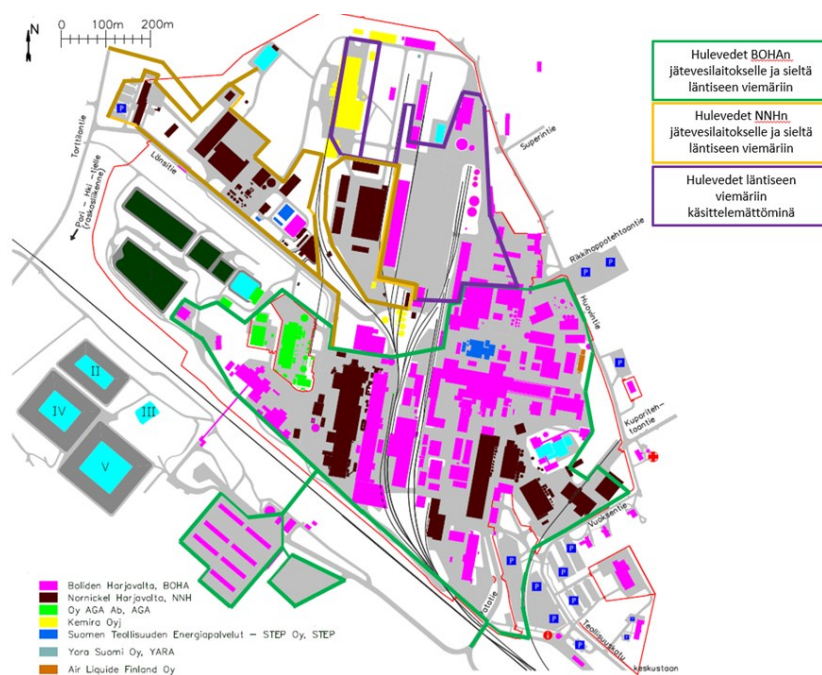 N
0 100m 200m
Hulevedet BOHAn
jätevesilaitokselle ja sieltä
läntiseen viemäriin
Hulevedet NNHn
jätevesilaitokselle ja sieltä
läntiseen viemäriin
Hulevedet läntiseen
viemäriin
käsittelemättöminä
Torttilantie
Länsitie
Pori - Hki -tielle
(raskasliikenne)
Superintie
Rikkihappotehtaantie
Huovintie
Kuparitehtaantie
Vuoksentie
Teollisuuskatu
keskustaan
P
P
P
P
P
P
P
P
P
P
P
II
IV
III
V
i
Boliden Harjavalta, BOHA
Nornickel Harjavalta, NNH
Oy AGA Ab, AGA
Kemira Oyj
Suomen Teollisuuden Energiapalvelut - STEP Oy, STEP
Yara Suomi Oy, YARA
Air Liquide Finland Oy